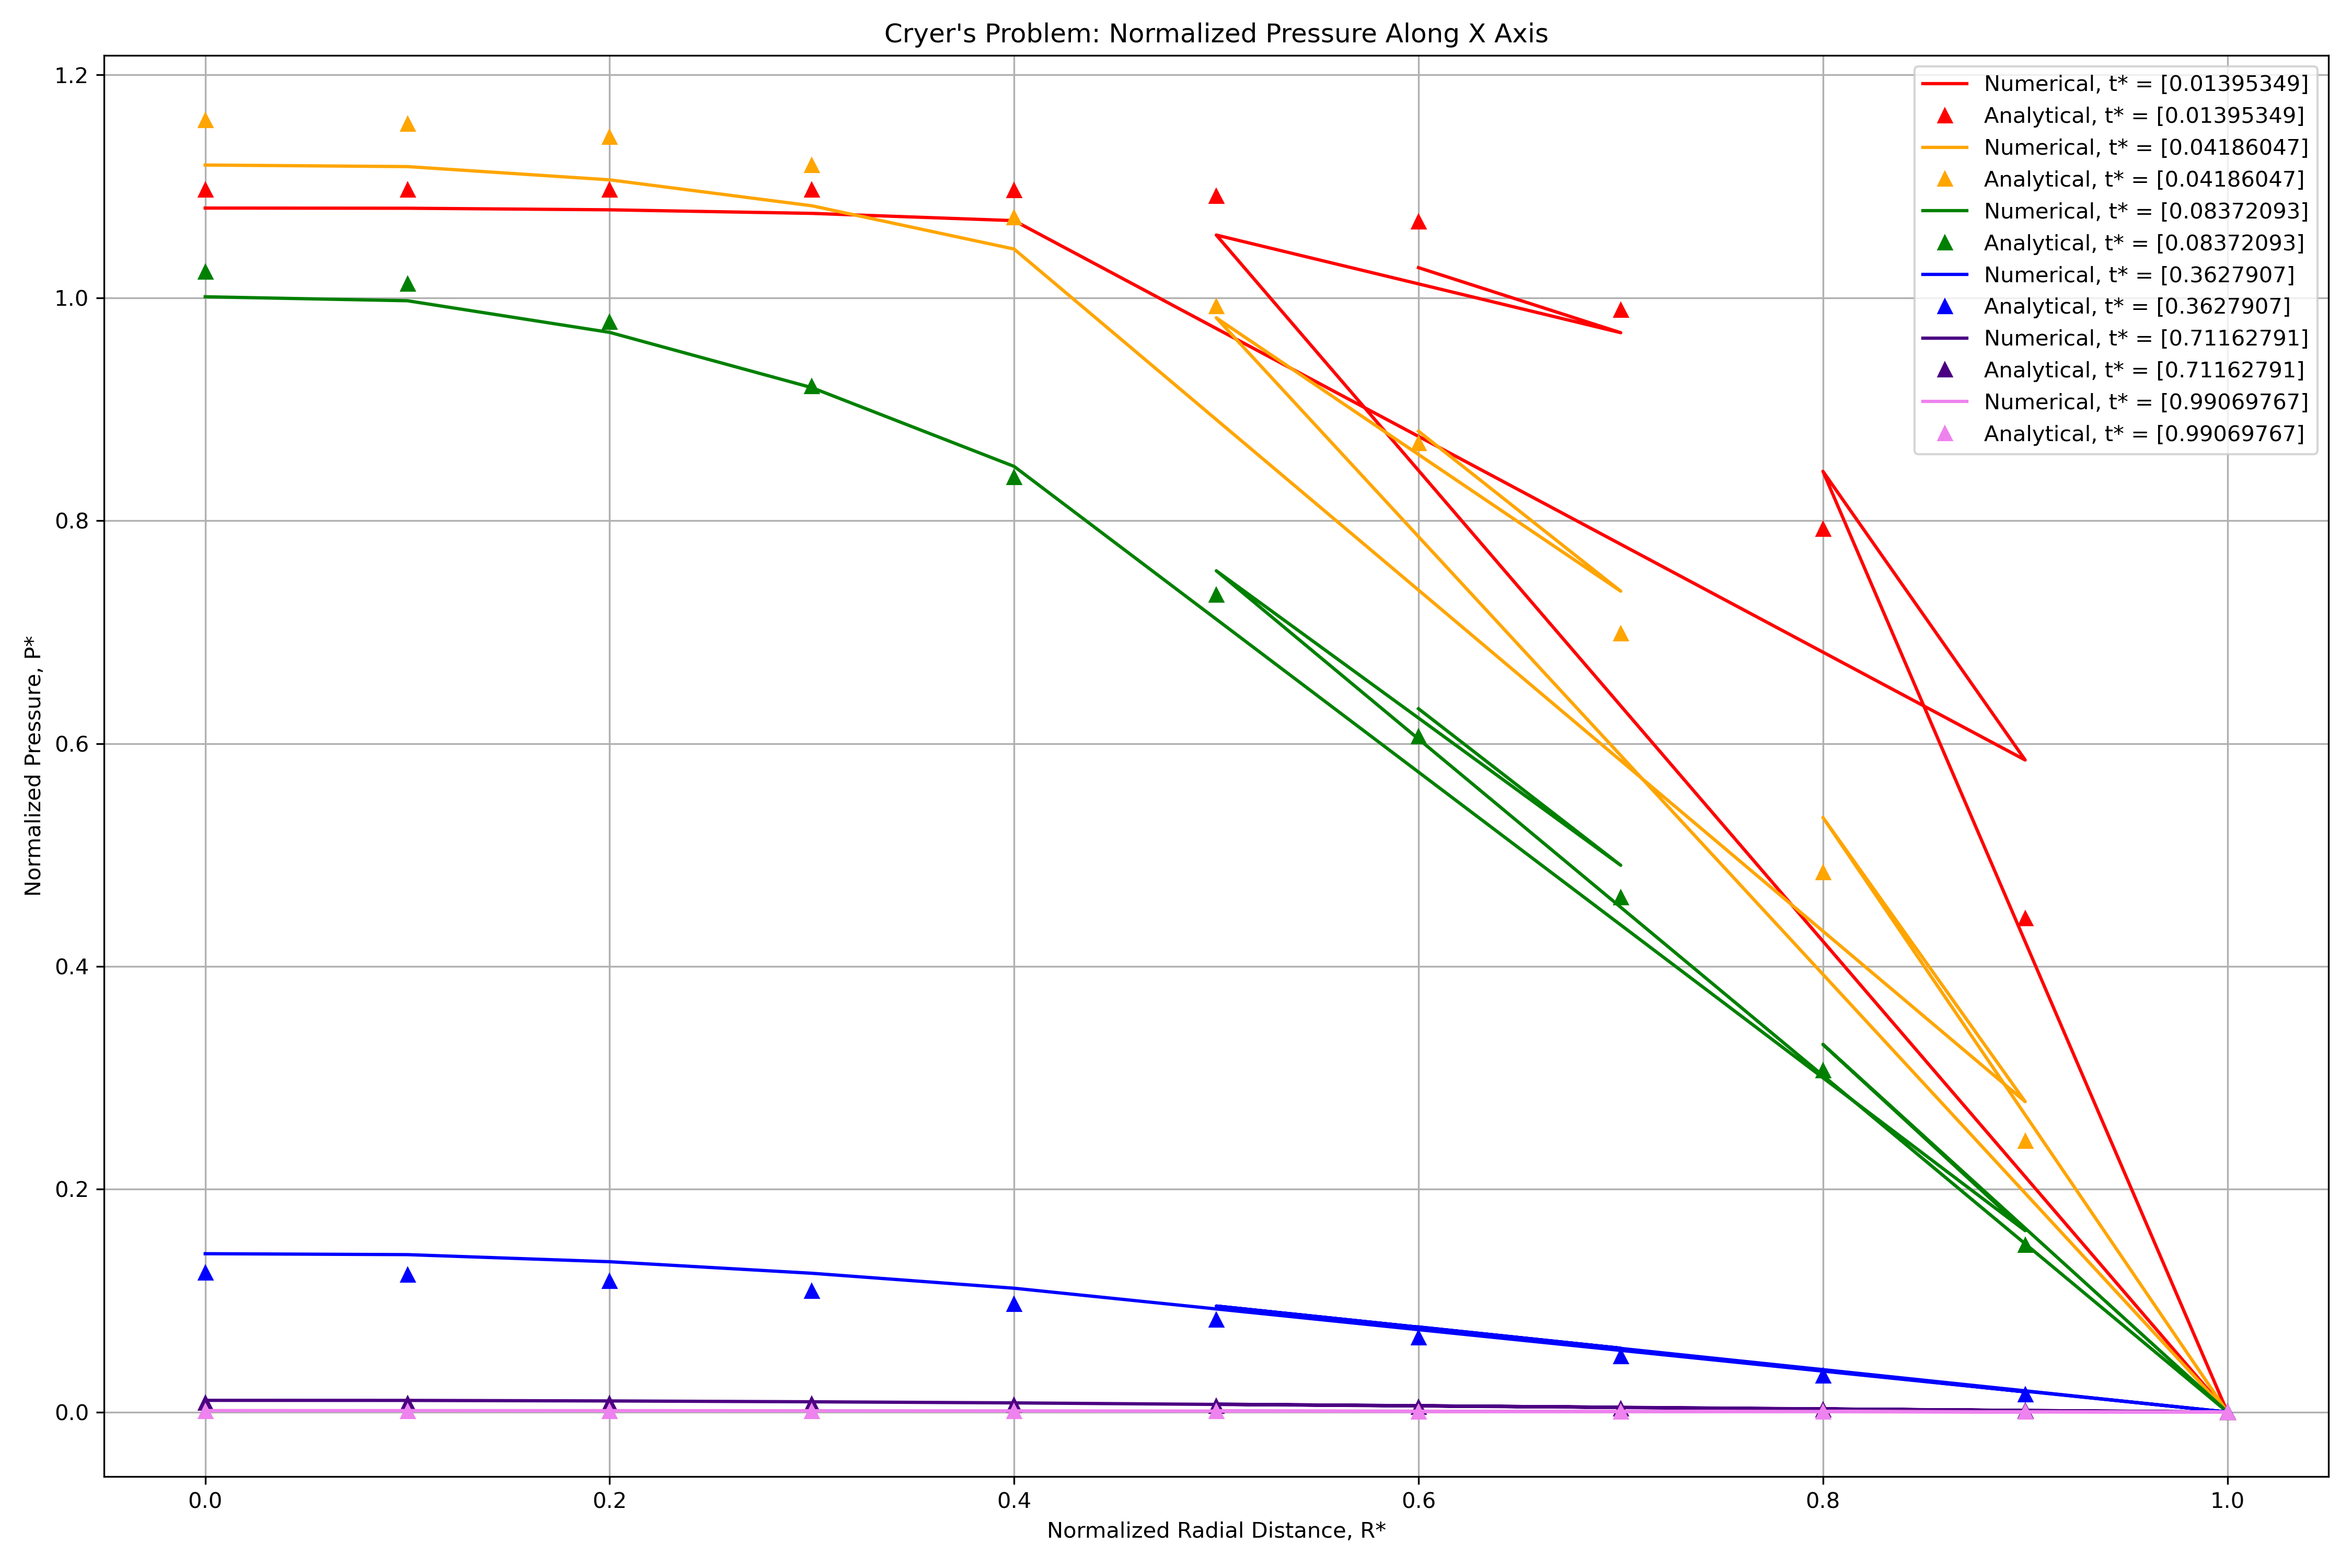 Cryer's Problem: Normalized Pressure Along X Axis
1.2
1.0
0.8
0.6
0.4
0.2
0.0
Normalized Pressure, P*
Numerical, t* = [0.01395349]
Analytical, t* = [0.01395349]
Numerical, t* = [0.04186047]
Analytical, t* = [0.04186047]
Numerical, t* = [0.08372093]
Analytical, t* = [0.08372093]
Numerical, t* = [0.3627907]
Analytical, t* = [0.3627907]
Numerical, t* = [0.71162791]
Analytical, t* = [0.71162791]
Numerical, t* = [0.99069767]
Analytical, t* = [0.99069767]
0.0 0.2 0.4 0.6 0.8 1.0
Normalized Radial Distance, R*